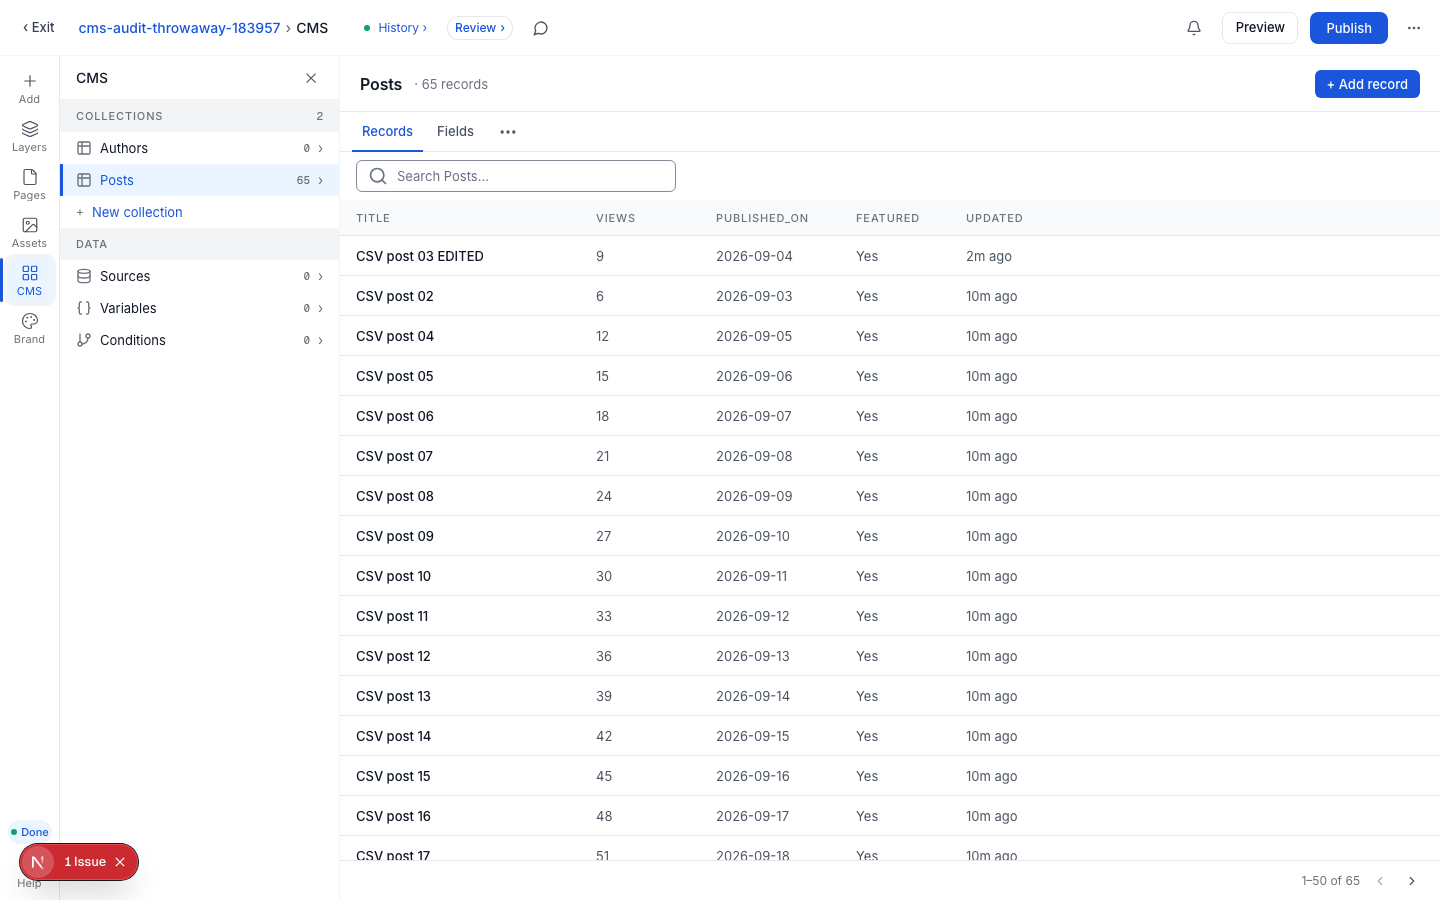 ‹ Exit
cms-audit-throwaway-183957 › CMS
History ›
Review ›
Preview
Publish
Add
Layers
Pages
Assets
CMS
Brand
Done
1 Issue
Help
CMS
COLLECTIONS 2
Authors 0 ›
Posts 65 ›
+ New collection
DATA
Sources 0 ›
Variables 0 ›
Conditions 0 ›
Posts · 65 records
+ Add record
Records Fields
Search Posts...
TITLE VIEWS PUBLISHED_ON FEATURED UPDATED
CSV post 03 EDITED 9 2026-09-04 Yes 2m ago
CSV post 02 6 2026-09-03 Yes 10m ago
CSV post 04 12 2026-09-05 Yes 10m ago
CSV post 05 15 2026-09-06 Yes 10m ago
CSV post 06 18 2026-09-07 Yes 10m ago
CSV post 07 21 2026-09-08 Yes 10m ago
CSV post 08 24 2026-09-09 Yes 10m ago
CSV post 09 27 2026-09-10 Yes 10m ago
CSV post 10 30 2026-09-11 Yes 10m ago
CSV post 11 33 2026-09-12 Yes 10m ago
CSV post 12 36 2026-09-13 Yes 10m ago
CSV post 13 39 2026-09-14 Yes 10m ago
CSV post 14 42 2026-09-15 Yes 10m ago
CSV post 15 45 2026-09-16 Yes 10m ago
CSV post 16 48 2026-09-17 Yes 10m ago
CSV post 17 51 2026-09-18 Yes 10m ago
1–50 of 65